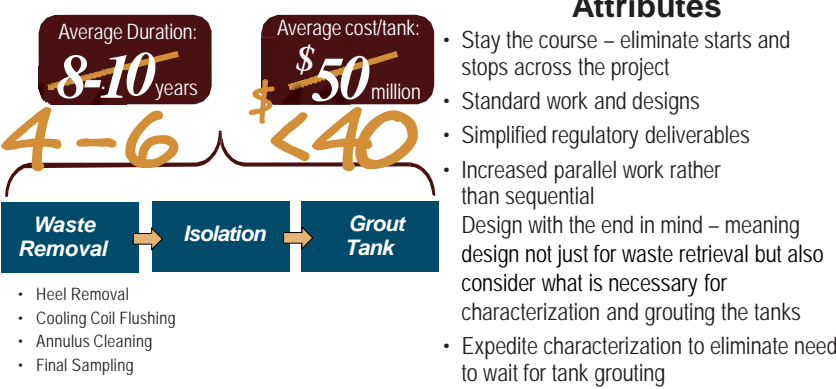 Average Duration:
8-10 years
4-6
Average cost/tank:
$50 million
$<40
Waste
Removal
Isolation
Grout
Tank
• Heel Removal
• Cooling Coil Flushing
• Annulus Cleaning
• Final Sampling
Attributes
• Stay the course – eliminate starts and
stops across the project
• Standard work and designs
• Simplified regulatory deliverables
• Increased parallel work rather
than sequential
Design with the end in mind – meaning
design not just for waste retrieval but also
consider what is necessary for
characterization and grouting the tanks
• Expedite characterization to eliminate need
to wait for tank grouting